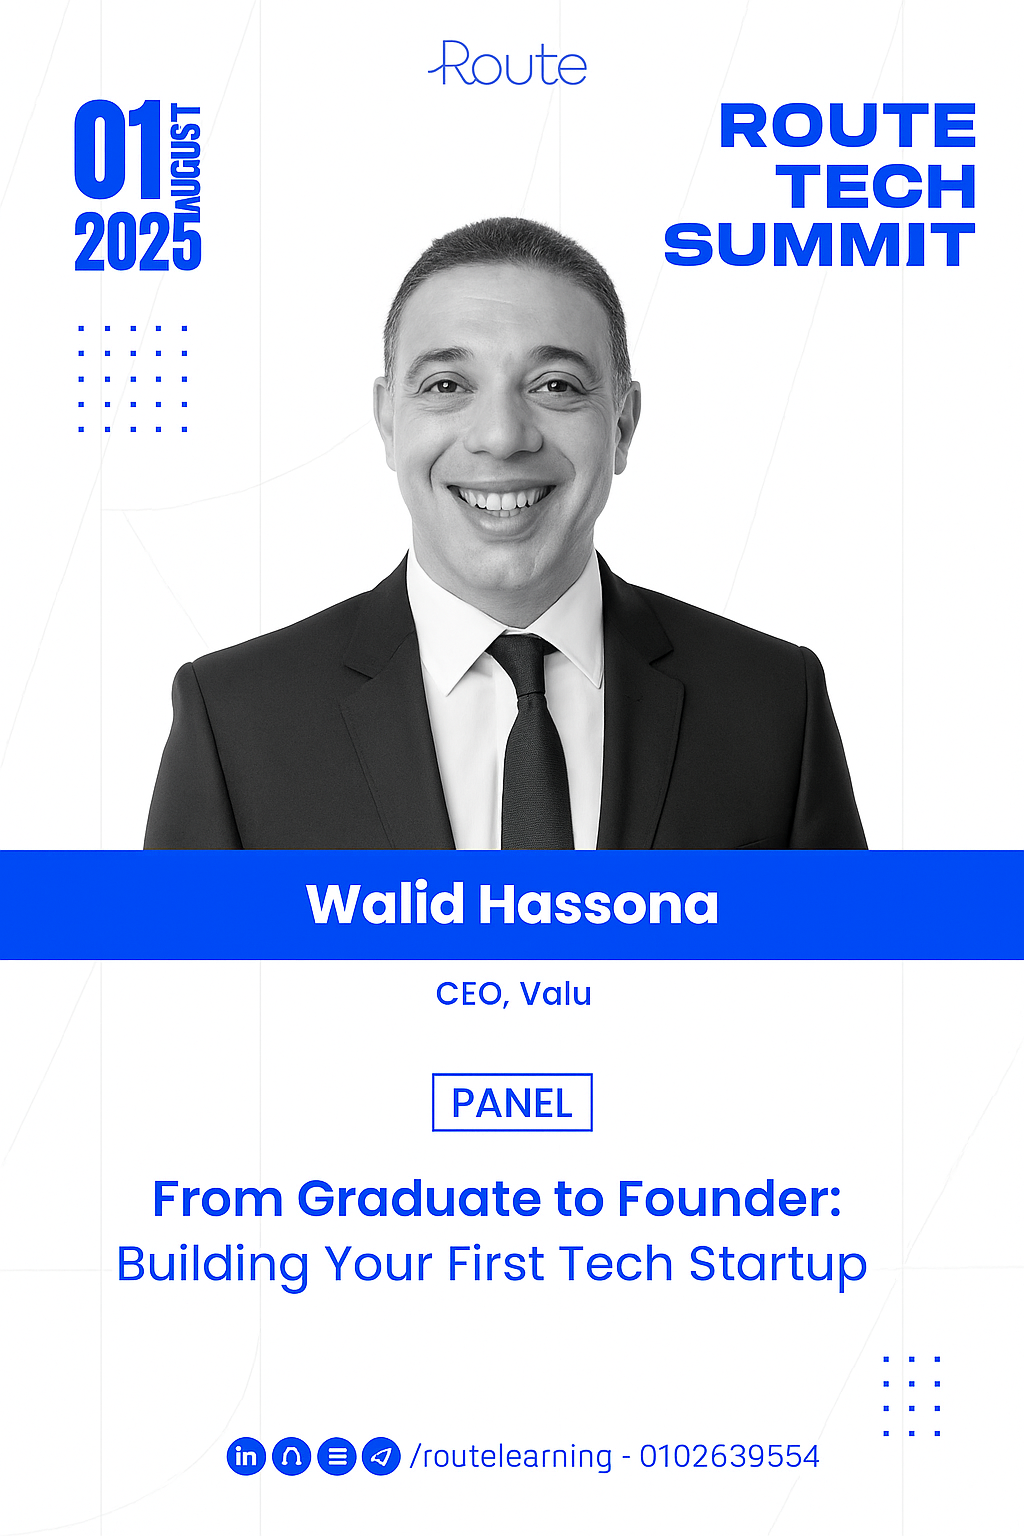 Route
01 AUGUST
2025
ROUTE
TECH
SUMMIT
Walid Hassona
CEO, Valu
PANEL
From Graduate to Founder:
Building Your First Tech Startup
in /routelearning - 0102639554